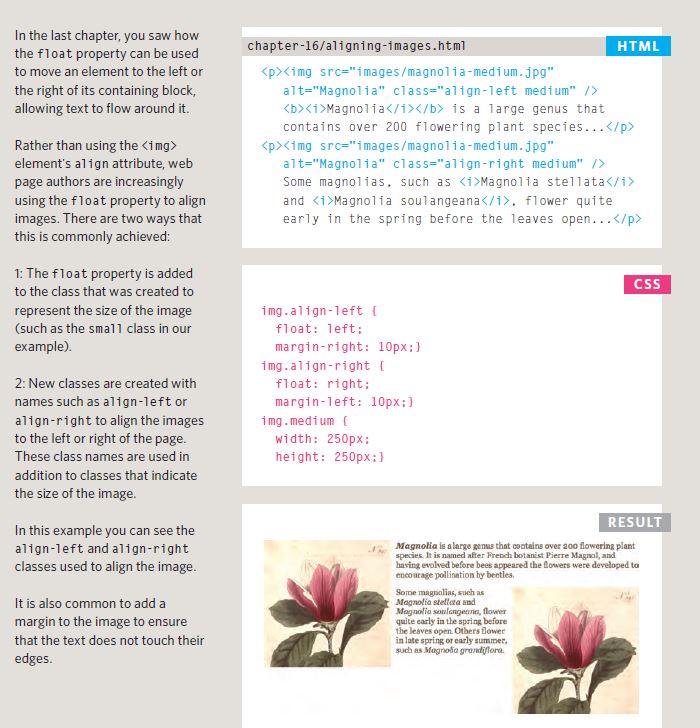 In the last chapter, you saw how
the float property can be used
to move an element to the left or
the right of its containing block,
allowing text to flow around it.
Rather than using the <img>
element's align attribute, web
page authors are increasingly
using the float property to align
images. There are two ways that
this is commonly achieved:
1: The float property is added
to the class that was created to
represent the size of the image
(such as the small class in our
example).
2: New classes are created with
names such as align-left or
align-right to align the images
to the left or right of the page.
These class names are used in
addition to classes that indicate
the size of the image.
In this example you can see the
align-left and align-right
classes used to align the image.
It is also common to add a
margin to the image to ensure
that the text does not touch their
edges.
chapter-16/aligning-images.html
HTML
<p><img src="images/magnolia-medium.jpg"
alt="Magnolia" class="align-left medium" />
<b><i>Magnolia</i></b> is a large genus that
contains over 200 flowering plant species...</p>
<p><img src="images/magnolia-medium.jpg"
alt="Magnolia" class="align-right medium" />
Some magnolias, such as <i>Magnolia stellata</i>
and <i>Magnolia soulangeana</i>, flower quite
early in the spring before the leaves open...</p>
CSS
img.align-left {
float: left;
margin-right: 10px;}
img.align-right {
float: right;
margin-left: 10px;}
img.medium {
width: 250px;
height: 250px;}
RESULT
Magnolia is a large genus that contains over 200 flowering plant
species. It is named after French botanist Pierre Magnol, and
having evolved before bees appeared the flowers were developed to
encourage pollination by beetles.
Some magnolias, such as
Magnolia stellata and
Magnolia soulangeana, flower
quite early in the spring before
the leaves open. Others flower
in late spring or early summer,
such as Magnolia grandiflora.